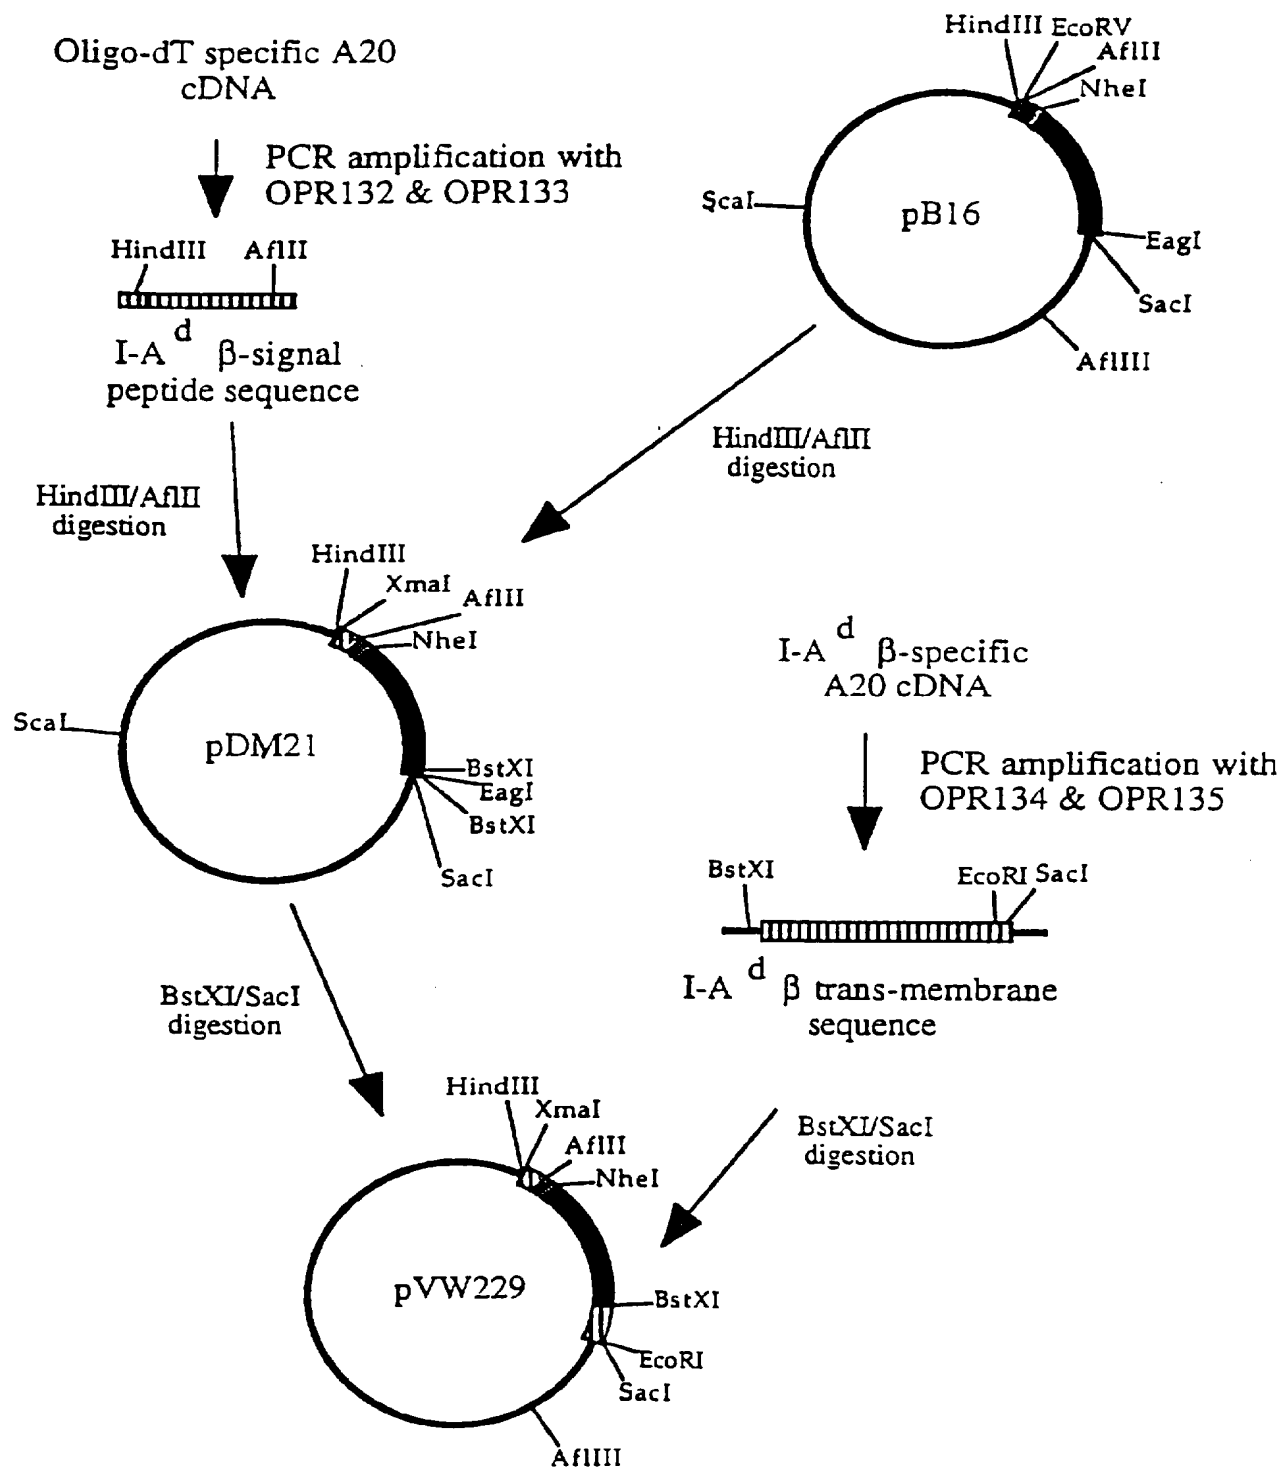 Oligo-dT specific A20
cDNA
PCR amplification with
OPR132 & OPR133
HindIII AflII
I-A d β-signal
peptide sequence
HindIII/AflII
digestion
HindIII EcoRV
AflII
NheI
ScaI
pB16
EagI
SacI
AflIII
HindIII/AflII
digestion
HindIII
XmaI
AflII
NheI
ScaI
pDM21
BstXI
EagI
BstXI
SacI
I-A d β-specific
A20 cDNA
PCR amplification with
OPR134 & OPR135
BstXI
EcoRI SacI
I-A d β trans-membrane
sequence
BstXI/SacI
digestion
BstXI/SacI
digestion
HindIII
XmaI
AflII
NheI
pVW229
BstXI
EcoRI
SacI
AflIII